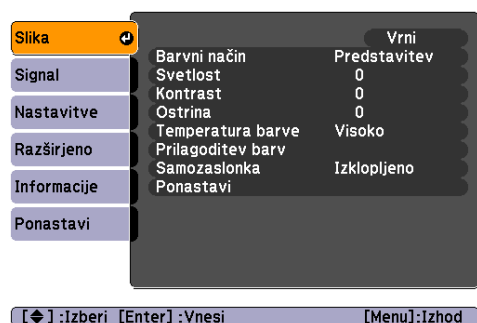 Slika
Signal
Nastavitve
Razširjeno
Informacije
Ponastavi
Vrni
Barvni način Predstavitev
Svetlost 0
Kontrast 0
Ostrina 0
Temperatura barve Visoko
Prilagoditev barv
Samozaslonka Izklopljeno
Ponastavi
[◆] :Izberi [Enter] :Vnesi [Menu]:Izhod